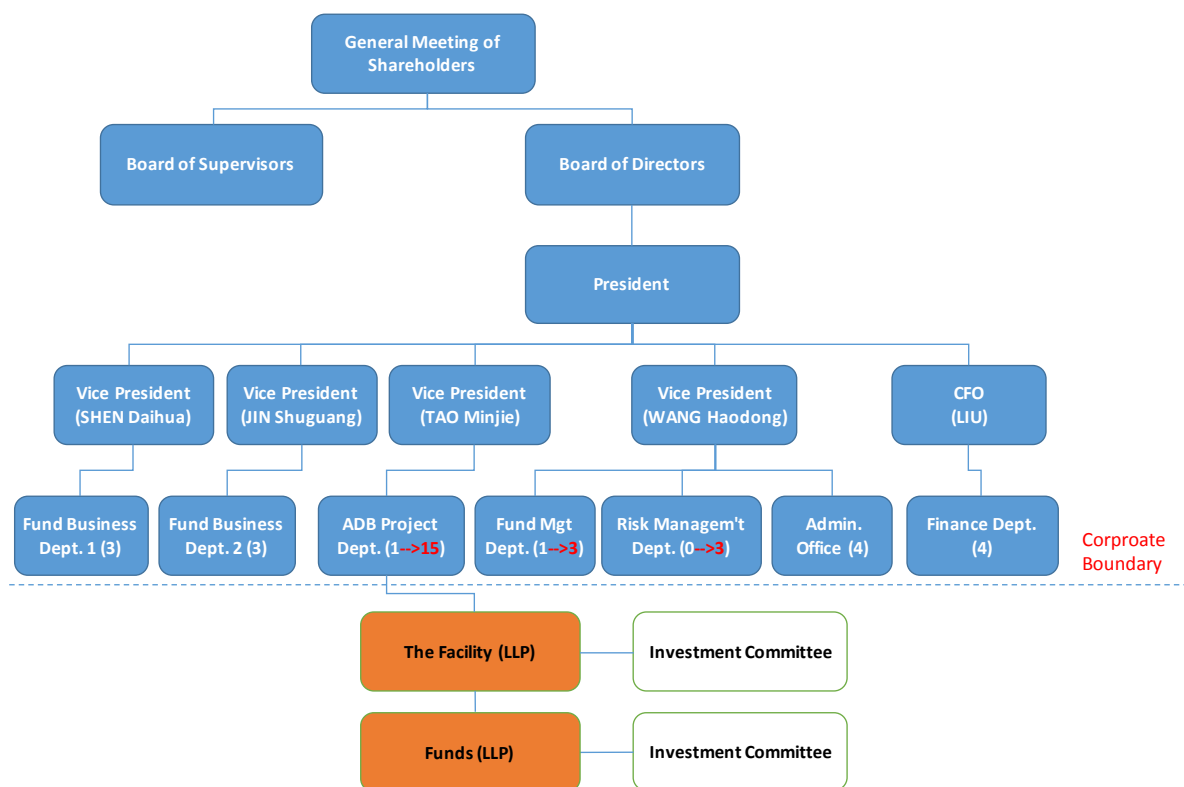 General Meeting of
Shareholders
Board of Supervisors
Board of Directors
President
Vice President
(SHEN Daihua)
Vice President
(JIN Shuguang)
Vice President
(TAO Minjie)
Vice President
(WANG Haodong)
CFO
(LIU)
Fund Business
Dept. 1 (3)
Fund Business
Dept. 2 (3)
ADB Project
Dept. (1-->15)
Fund Mgt
Dept. (1-->3)
Risk Managem't
Dept. (0-->3)
Admin.
Office (4)
Finance Dept.
(4)
Corproate
Boundary
The Facility (LLP)
Investment Committee
Funds (LLP)
Investment Committee